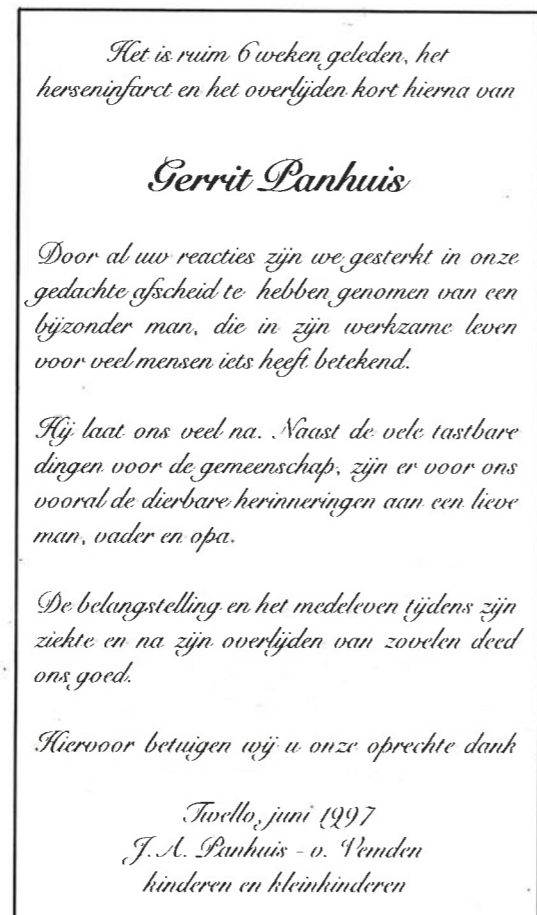 Het is ruim 6 weken geleden, het
herseninfarct en het overlijden kort hierna van
Gerrit Panhuis
Door al uw reacties zijn we gesterkt in onze
gedachte afscheid te hebben genomen van een
bijzonder man, die in zijn werkzame leven
voor veel mensen iets heeft betekend.
Hij laat ons veel na. Naast de vele tastbare
dingen voor de gemeenschap, zijn er voor ons
vooral de dierbare herinneringen aan een lieve
man, vader en opa.
De belangstelling en het medeleven tijdens zijn
ziekte en na zijn overlijden van zovelen deed
ons goed.
Hiervoor betuigen wij u onze oprechte dank
Twello, juni 1997
J.A. Panhuis - v. Vemden
kinderen en kleinkinderen